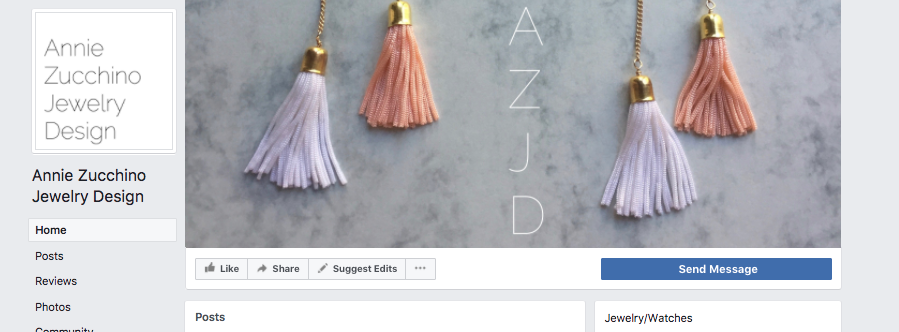 Annie
Zucchino
Jewelry
Design
Annie Zucchino
Jewelry Design
Home
Posts
Reviews
Photos
Community
A
Z
J
D
Like
Share
Suggest Edits
Send Message
Posts
Jewelry/Watches